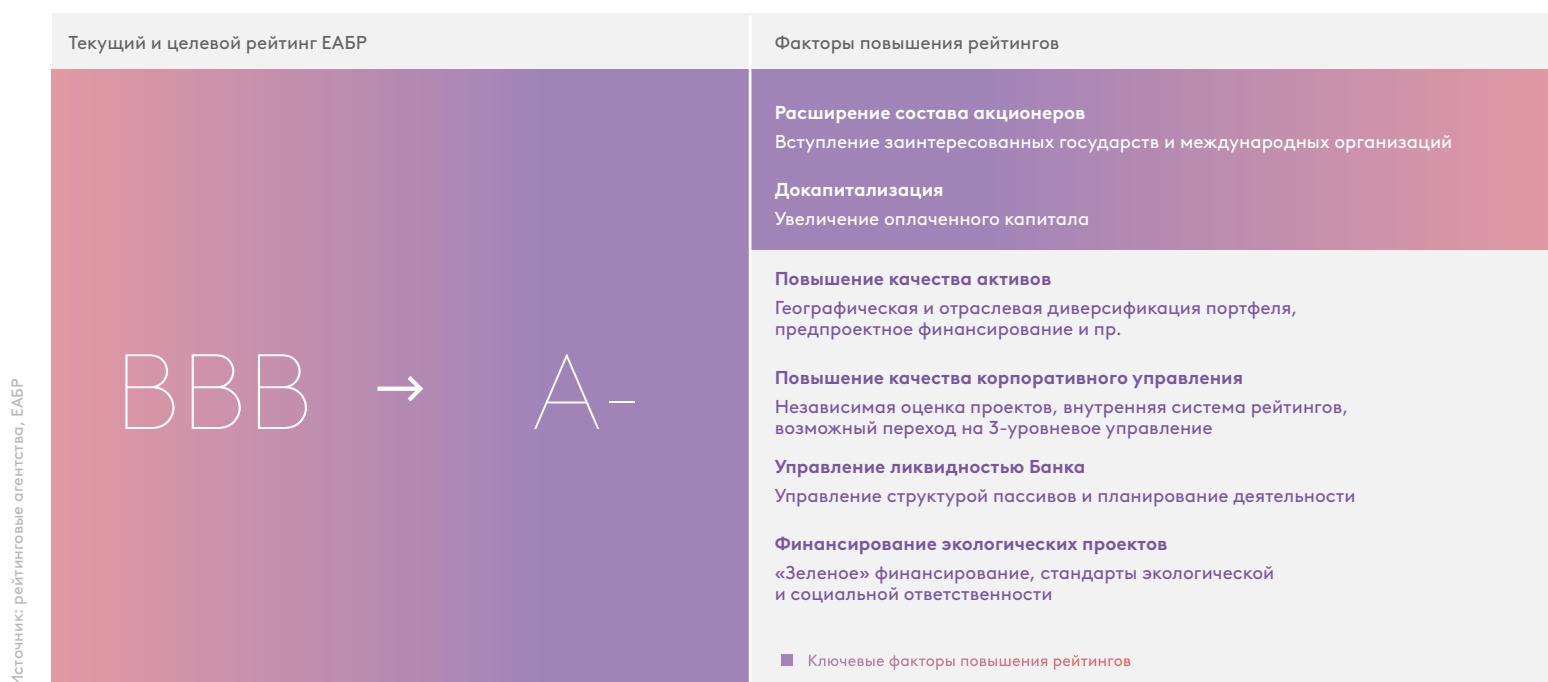 Текущий и целевой рейтинг ЕАБР
BBB → A-
Факторы повышения рейтингов
Расширение состава акционеров
Вступление заинтересованных государств и международных организаций
Докапитализация
Увеличение оплаченного капитала
Повышение качества активов
Географическая и отраслевая диверсификация портфеля,
предпроектное финансирование и пр.
Повышение качества корпоративного управления
Независимая оценка проектов, внутренняя система рейтингов,
возможный переход на 3-уровневое управление
Управление ликвидностью Банка
Управление структурой пассивов и планирование деятельности
Финансирование экологических проектов
«Зеленое» финансирование, стандарты экологической
и социальной ответственности
Ключевые факторы повышения рейтингов
Источник: рейтинговые агентства, ЕАБР